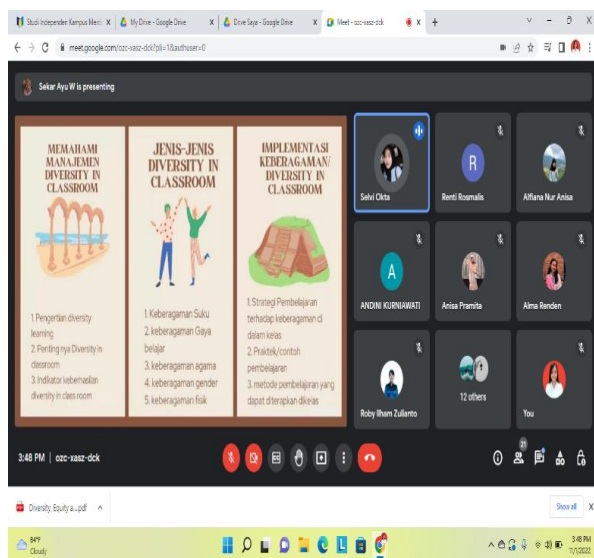 Studi Independen Kampus Merd
My Drive - Google Drive
Drive Saya - Google Drive
Meet - ozc-xasz-dck
meet.google.com/ozc-xasz-dck?pli=1&authuser=0
Sekar Ayu W is presenting
MEMAHAMI
MANAJEMEN
DIVERSITY IN
CLASSROOM
1. Pengertian diversity
learning
2. Penting nya Diversity in
classroom
3. Indikator keberhasilan
diversity in class room
JENIS-JENIS
DIVERSITY IN
CLASSROOM
1. Keberagaman Suku
2. keberagaman Gaya
belajar
3. keberagaman agama
4. keberagaman gender
5. keberagaman fisik
IMPLEMENTASI
KEBERAGAMAN/
DIVERSITY IN
CLASSROOM
1. Strategi Pembelajaran
terhadap keberagaman di
dalam kelas
2. Praktek/contoh
pembelajaran
3. metode pembelajaran yang
dapat diterapkan dikelas
Selvi Okta
R
Renti Rosmalis
Alfiana Nur Anisa
A
ANDINI KURNIAWATI
Anisa Pramita
Alma Renden
Roby Ilham Zulianto
12 others
You
3:48 PM | ozc-xasz-dck
21
Diversity, Equity a....pdf
Show all
84°F
Cloudy
3:48 PM
11/1/2022